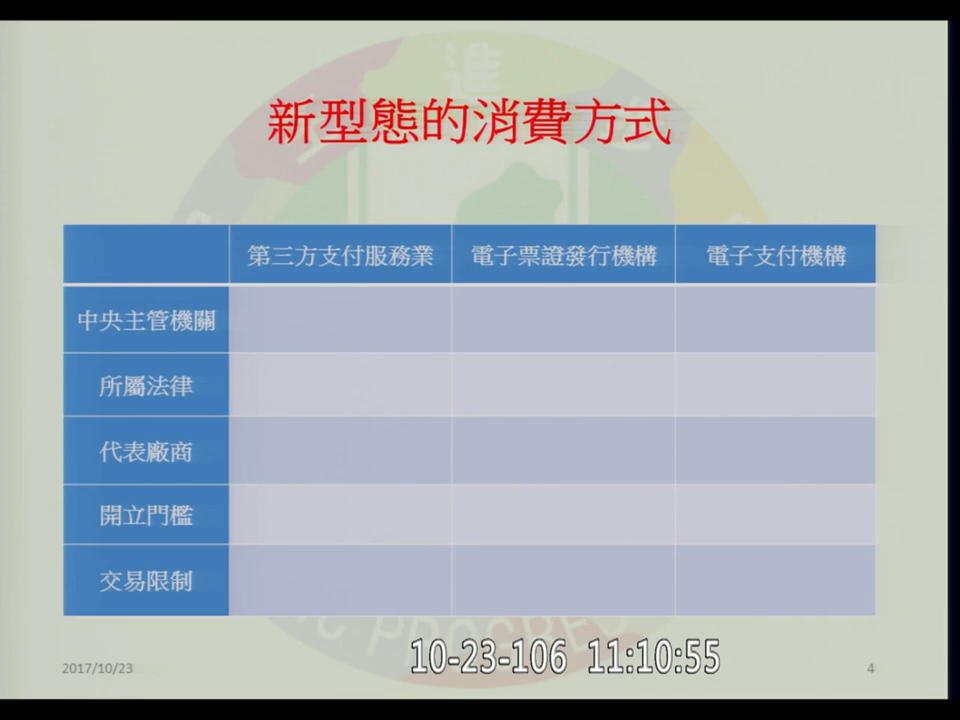 進
新型態的消費方式
第三方支付服務業 電子票證發行機構 電子支付機構
中央主管機關
所屬法律
代表廠商
開立門檻
交易限制
10-23-106 11:10:55
2017/10/23
4